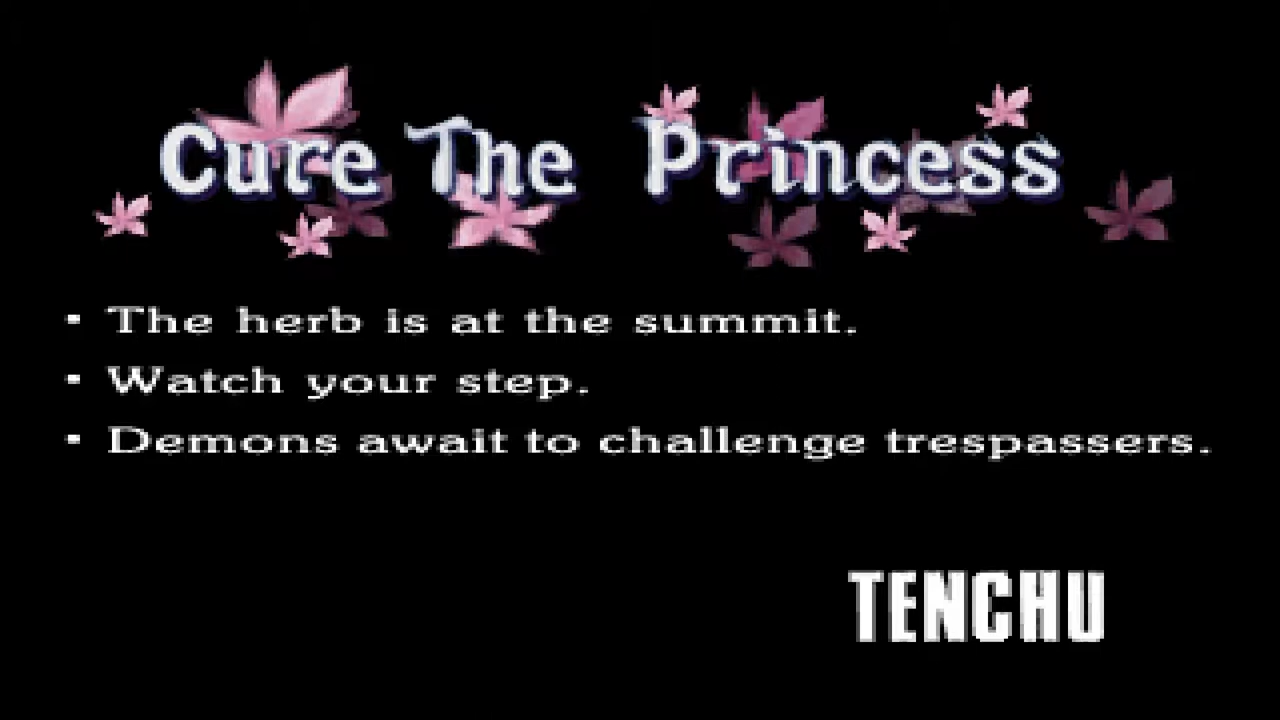 Cure The Princess
▪ The herb is at the summit.
▪ Watch your step.
▪ Demons await to challenge trespassers.
TENCHU